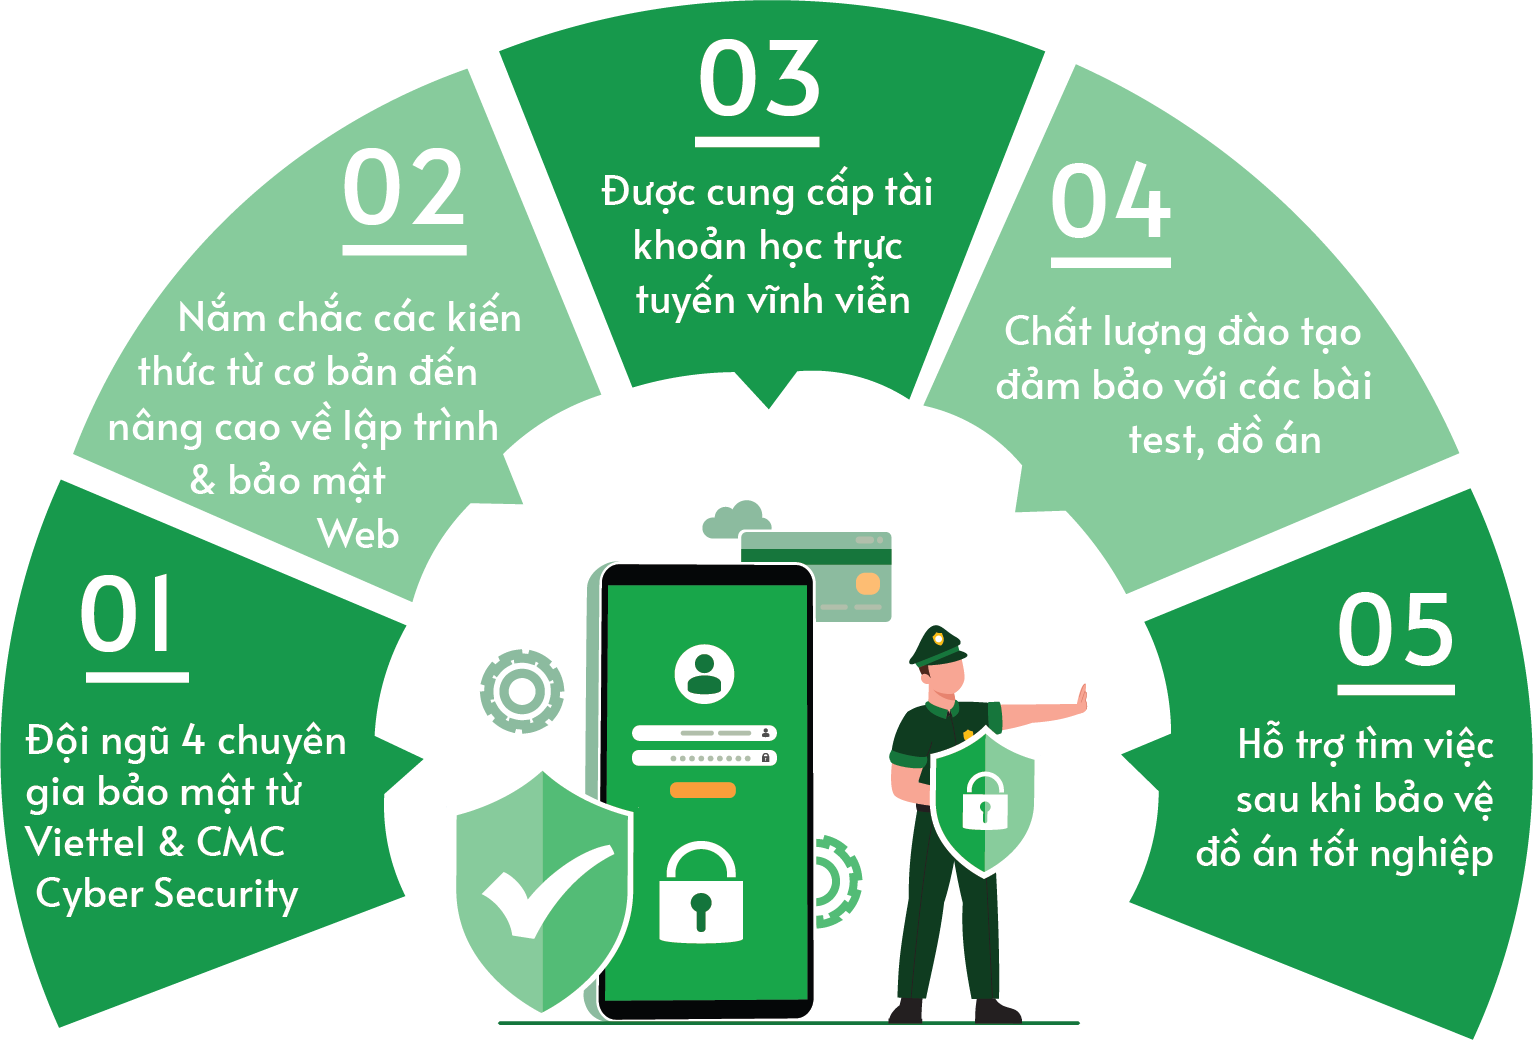 01
Đội ngũ 4 chuyên
gia bảo mật từ
Viettel & CMC
Cyber Security
02
Nắm chắc các kiến
thức từ cơ bản đến
nâng cao về lập trình
& bảo mật
Web
03
Được cung cấp tài
khoản học trực
tuyến vĩnh viễn
04
Chất lượng đào tạo
đảm bảo với các bài
test, đồ án
05
Hỗ trợ tìm việc
sau khi bảo vệ
đồ án tốt nghiệp